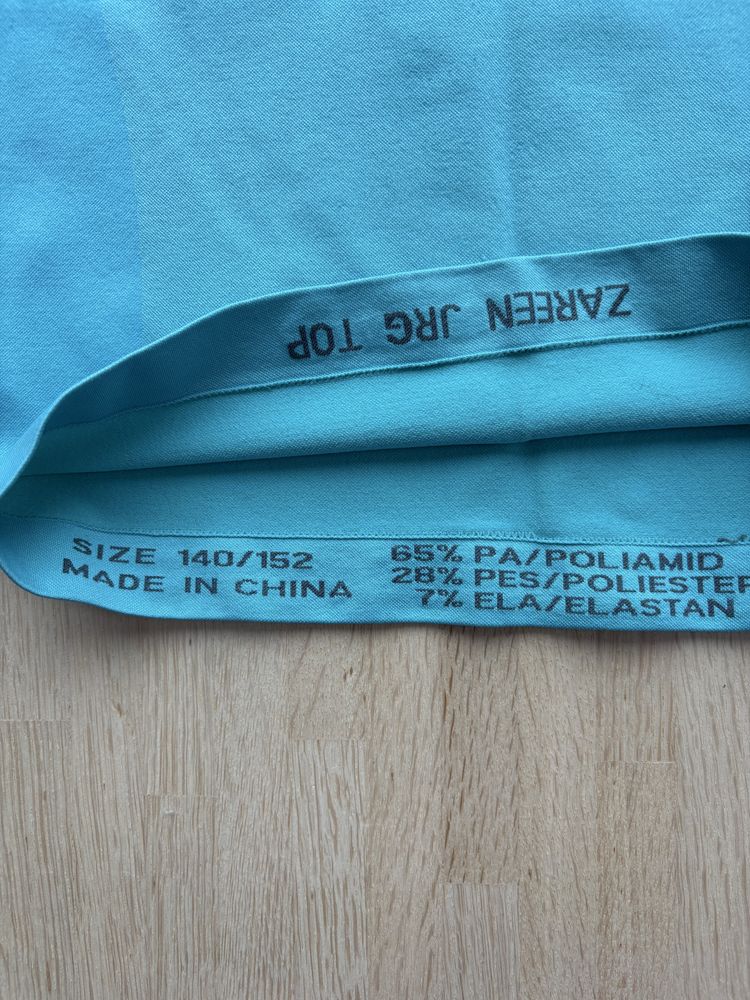 ZAREEN JRG TOP
SIZE 140/152
MADE IN CHINA
65% PA/POLIAMID
28% PES/POLIESTER
7% ELA/ELASTAN